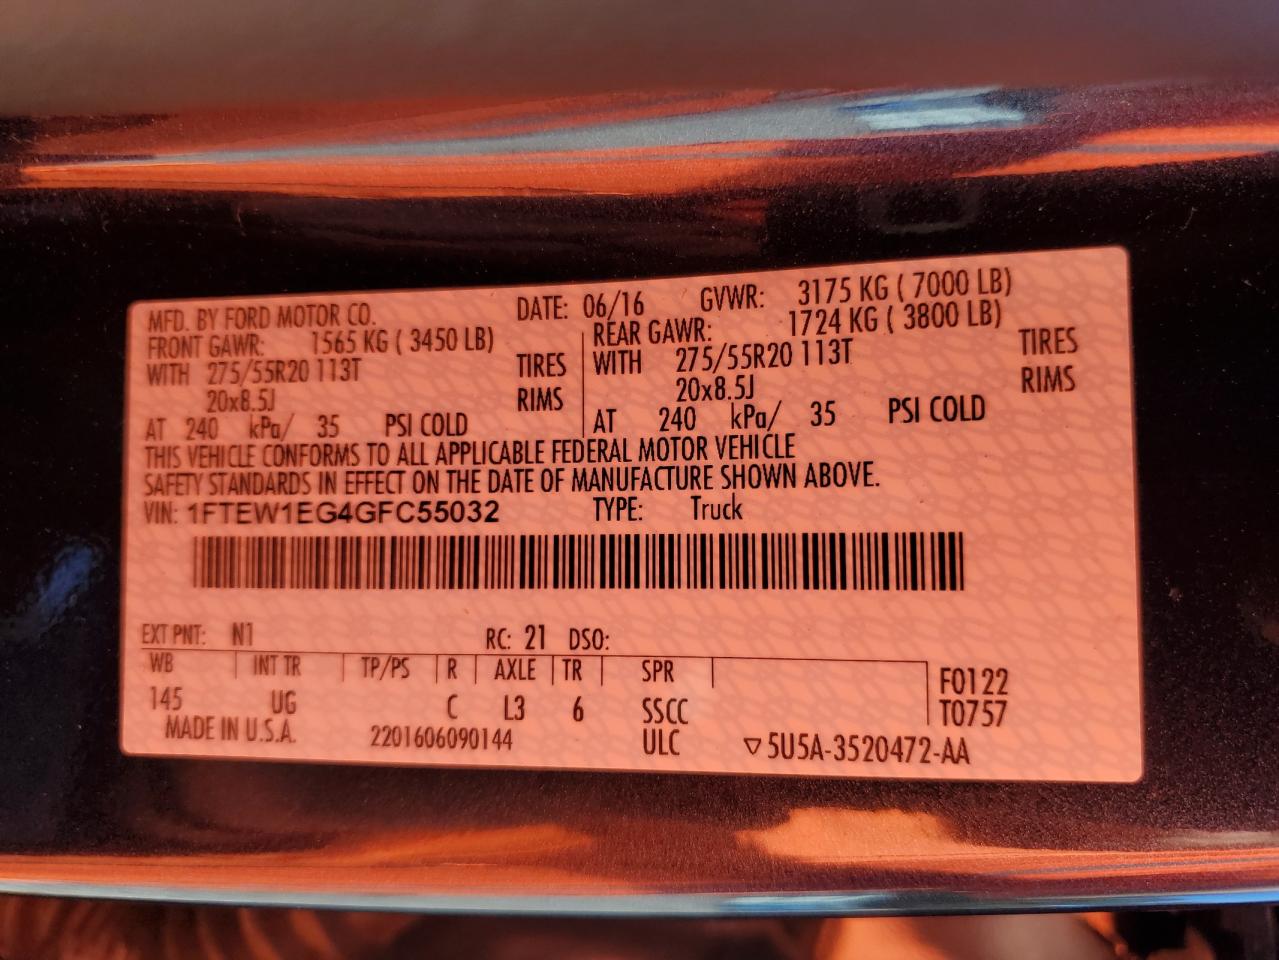 MFD. BY FORD MOTOR CO. DATE: 06/16 GVWR: 3175 KG ( 7000 LB)
FRONT GAWR: 1565 KG ( 3450 LB) REAR GAWR: 1724 KG ( 3800 LB)
WITH 275/55R20 113T TIRES WITH 275/55R20 113T TIRES
20x8.5J RIMS 20x8.5J RIMS
AT 240 kPa/ 35 PSI COLD AT 240 kPa/ 35 PSI COLD
THIS VEHICLE CONFORMS TO ALL APPLICABLE FEDERAL MOTOR VEHICLE
SAFETY STANDARDS IN EFFECT ON THE DATE OF MANUFACTURE SHOWN ABOVE.
VIN: 1FTEW1EG4GFC55032 TYPE: Truck
EXT PNT: N1 RC: 21 DSO:
WB INT TR TP/PS R AXLE TR SPR F0122
145 UG C L3 6 SSCC T0757
MADE IN U.S.A. 2201606090144 ULC ▽5U5A-3520472-AA